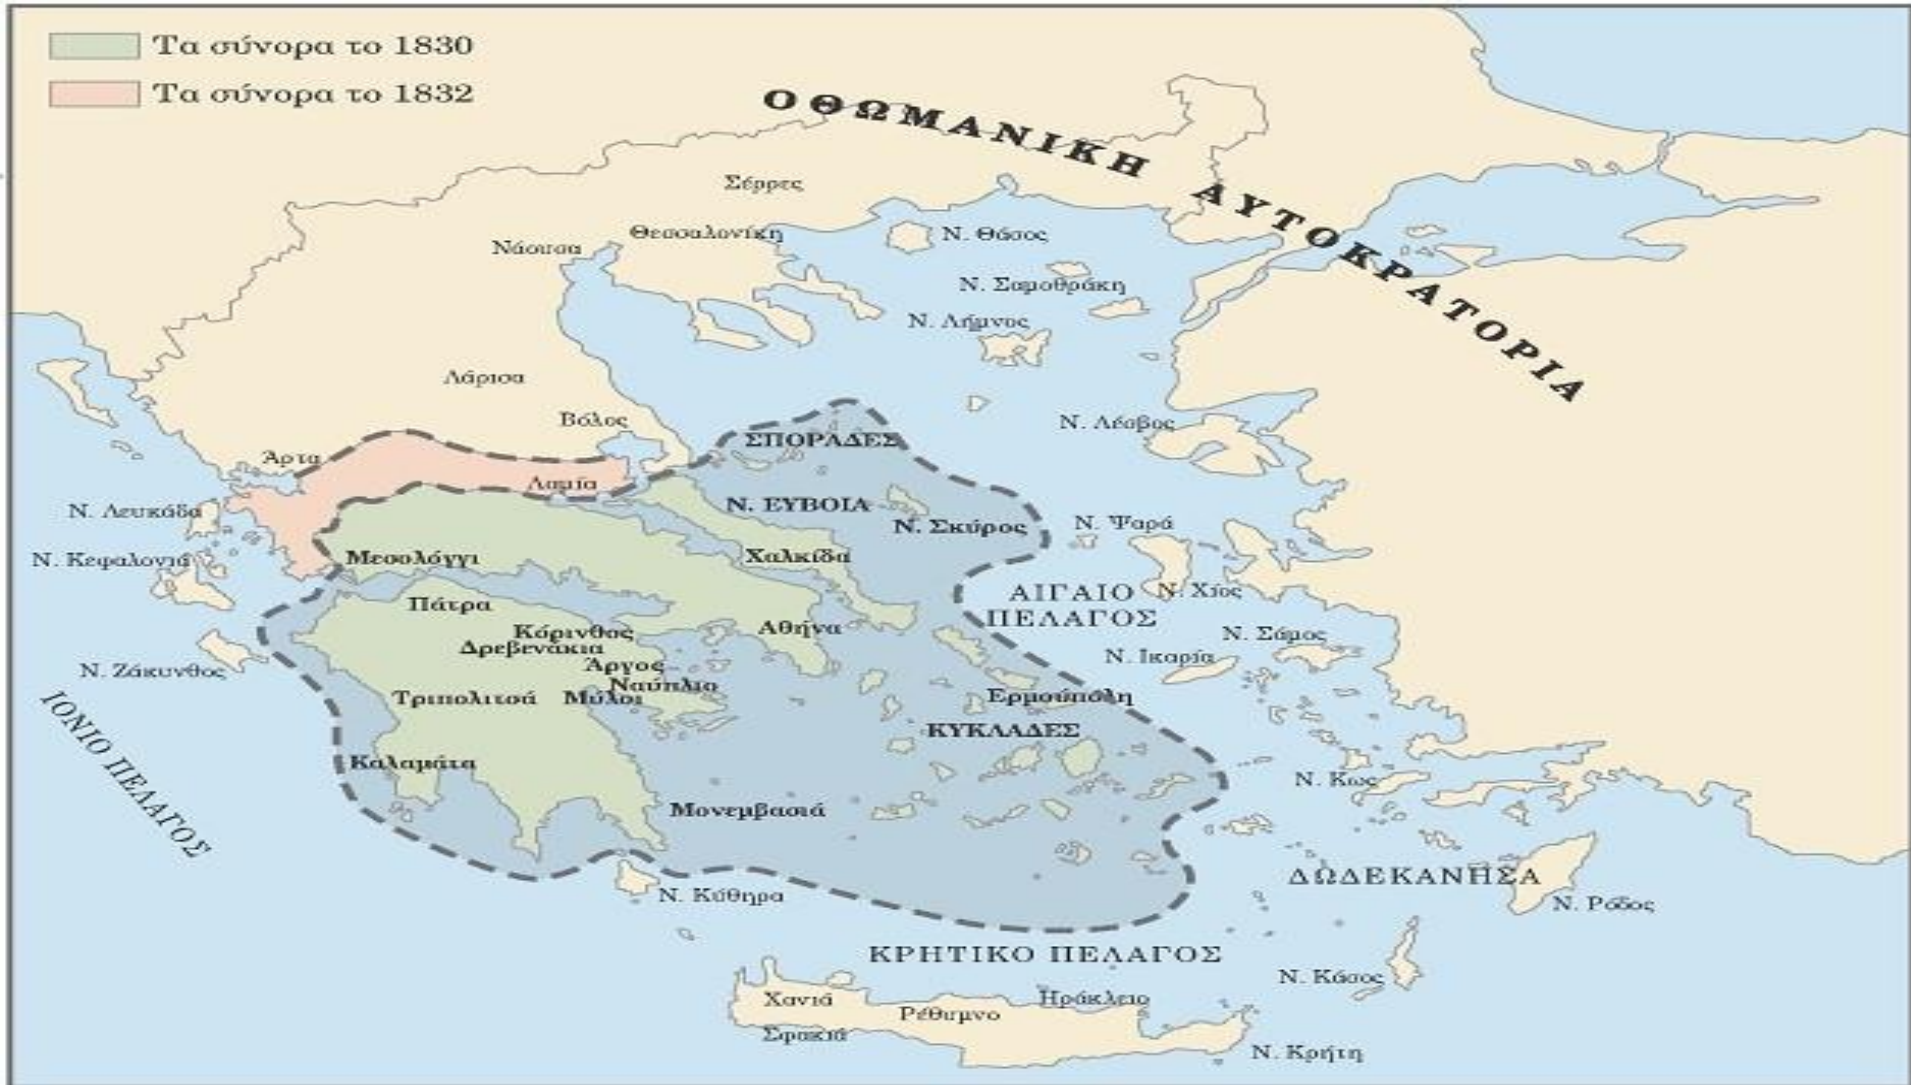 Τα σύνορα το 1830
Τα σύνορα το 1832
ΟΘΩΜΑΝΙΚΗ ΑΥΤΟΚΡΑΤΟΡΙΑ
Σέρρες
Θεσσαλονίκη
Νάουσα
Ν. Θάσος
Ν. Σαμοθράκη
Ν. Λήμνος
Λάρισα
Βόλος
Ν. Λέσβος
ΣΠΟΡΑΔΕΣ
Άρτα
Λαμία
Ν. Λευκάδα
Ν. ΕΥΒΟΙΑ
Ν. Σκύρος
Ν. Ψαρά
Ν. Κεφαλονιά
Μεσολόγγι
Χαλκίδα
ΑΙΓΑΙΟ
ΠΕΛΑΓΟΣ
Ν. Χίος
Πάτρα
Κόρινθος
Αθήνα
Ν. Σάμος
Δρεβενάκια
Άργος
Ν. Ικαρία
Ν. Ζάκυνθος
Ναύπλιο
Τριπολιτσά
Μύλοι
Ερμούπολη
ΚΥΚΛΑΔΕΣ
ΙΟΝΙΟ ΠΕΛΑΓΟΣ
Καλαμάτα
Ν. Κως
Μονεμβασιά
ΔΩΔΕΚΑΝΗΣΑ
Ν. Κύθηρα
Ν. Ρόδος
ΚΡΗΤΙΚΟ ΠΕΛΑΓΟΣ
Ν. Κάσος
Χανιά
Ηράκλειο
Ρέθυμνο
Σφακιά
Ν. Κρήτη